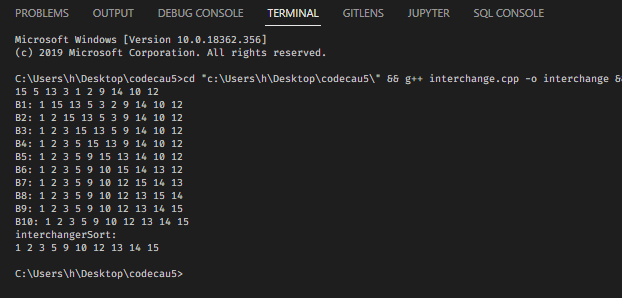 PROBLEMS OUTPUT DEBUG CONSOLE TERMINAL GITLENS JUPYTER SQL CONSOLE
Microsoft Windows [Version 10.0.18362.356]
(c) 2019 Microsoft Corporation. All rights reserved.
C:\Users\h\Desktop\codecau5>cd "c:\Users\h\Desktop\codecau5\" && g++ interchange.cpp -o interchange &
15 5 13 3 1 2 9 14 10 12
B1: 1 15 13 5 3 2 9 14 10 12
B2: 1 2 15 13 5 3 9 14 10 12
B3: 1 2 3 15 13 5 9 14 10 12
B4: 1 2 3 5 15 13 9 14 10 12
B5: 1 2 3 5 9 15 13 14 10 12
B6: 1 2 3 5 9 10 15 14 13 12
B7: 1 2 3 5 9 10 12 15 14 13
B8: 1 2 3 5 9 10 12 13 15 14
B9: 1 2 3 5 9 10 12 13 14 15
B10: 1 2 3 5 9 10 12 13 14 15
interchangerSort:
1 2 3 5 9 10 12 13 14 15
C:\Users\h\Desktop\codecau5>